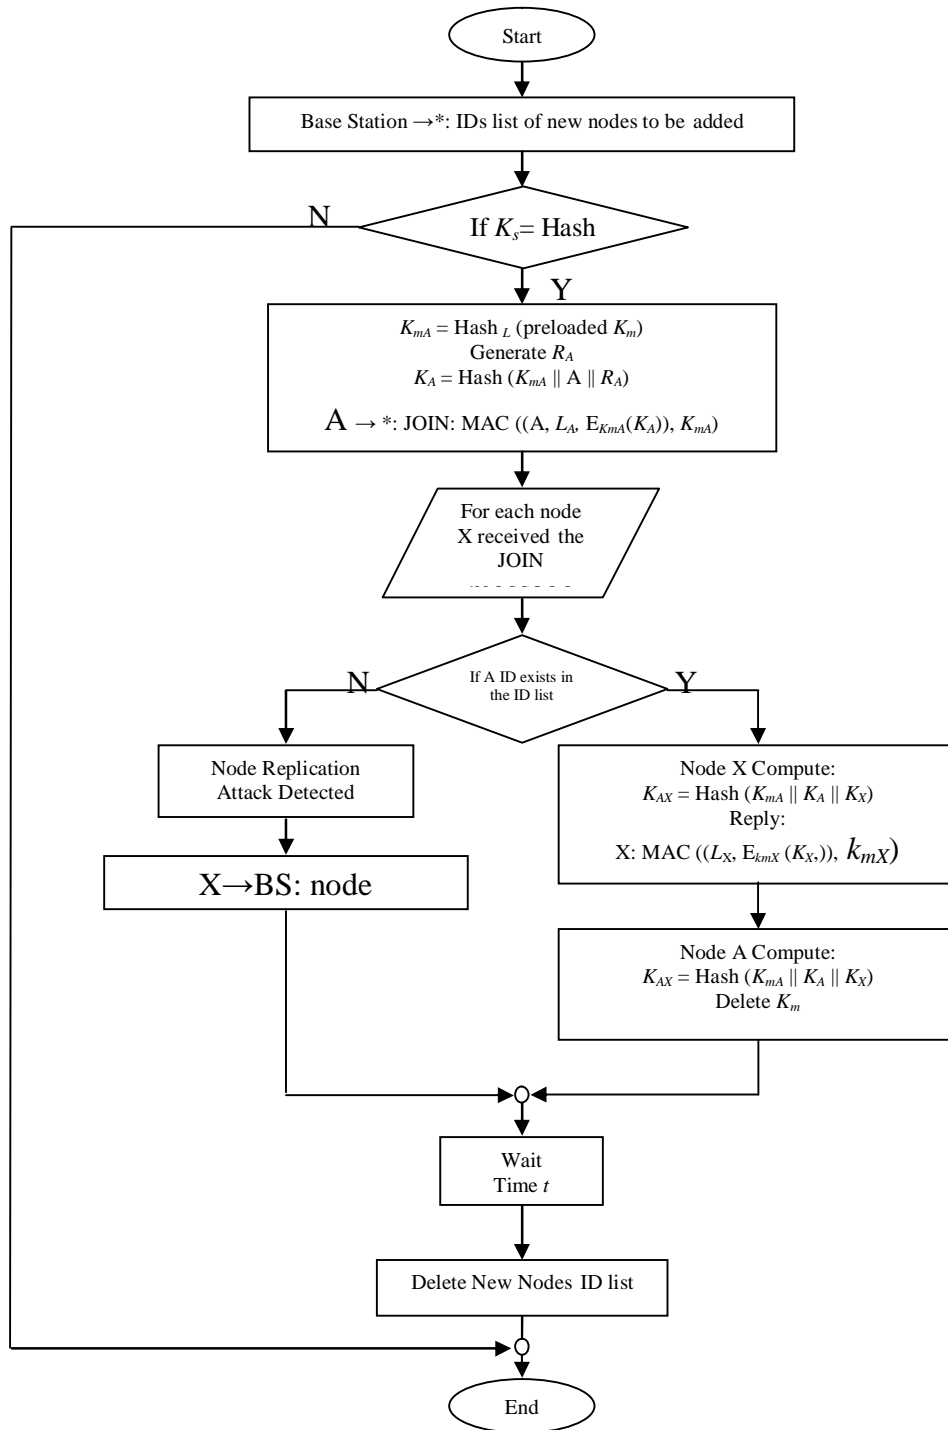 Start
Base Station →*: IDs list of new nodes to be added
N
If Ks= Hash
Y
KmA = Hash L (preloaded Km)
Generate RA
KA = Hash (KmA || A || RA)
A → *: JOIN: MAC ((A, LA, EKmA(KA)), KmA)
For each node
X received the
JOIN
N
If A ID exists in
the ID list
Y
Node Replication
Attack Detected
X→BS: node
Node X Compute:
KAX = Hash (KmA || KA || KX)
Reply:
X: MAC ((LX, EkmX (KX,)), kmX)
Node A Compute:
KAX = Hash (KmA || KA || KX)
Delete Km
Wait
Time t
Delete New Nodes ID list
End